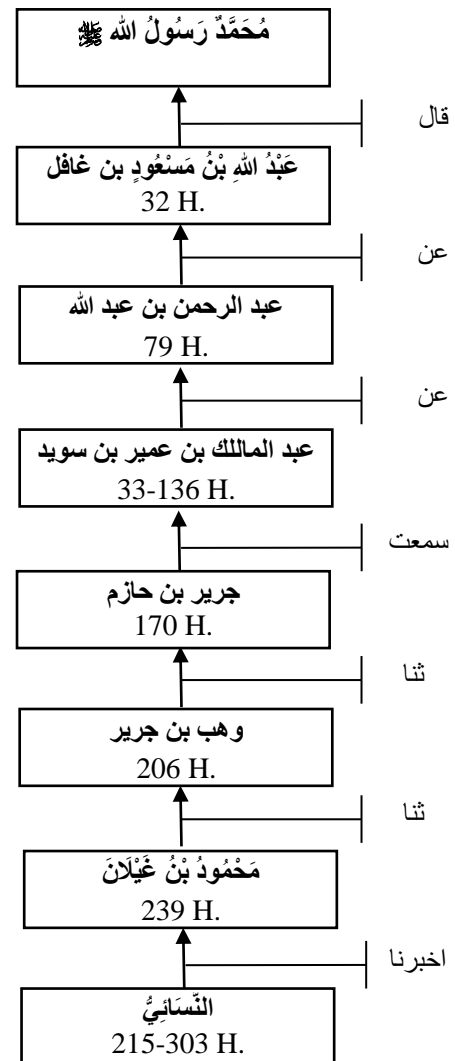 مُحَمَّدٌ رَسُولُ الله ﷺ
قال
عَبْدُ اللهِ بْنُ مَسْعُودٍ بن غافل
32 H.
عن
عبد الرحمن بن عبد الله
79 H.
عن
عبد الماللك بن عمير بن سويد
33-136 H.
سمعت
جرير بن حازم
170 H.
ثنا
وهب بن جرير
206 H.
ثنا
مَحْمُودُ بْنُ غَيْلَانَ
239 H.
اخبرنا
النَّسَائِيُّ
215-303 H.